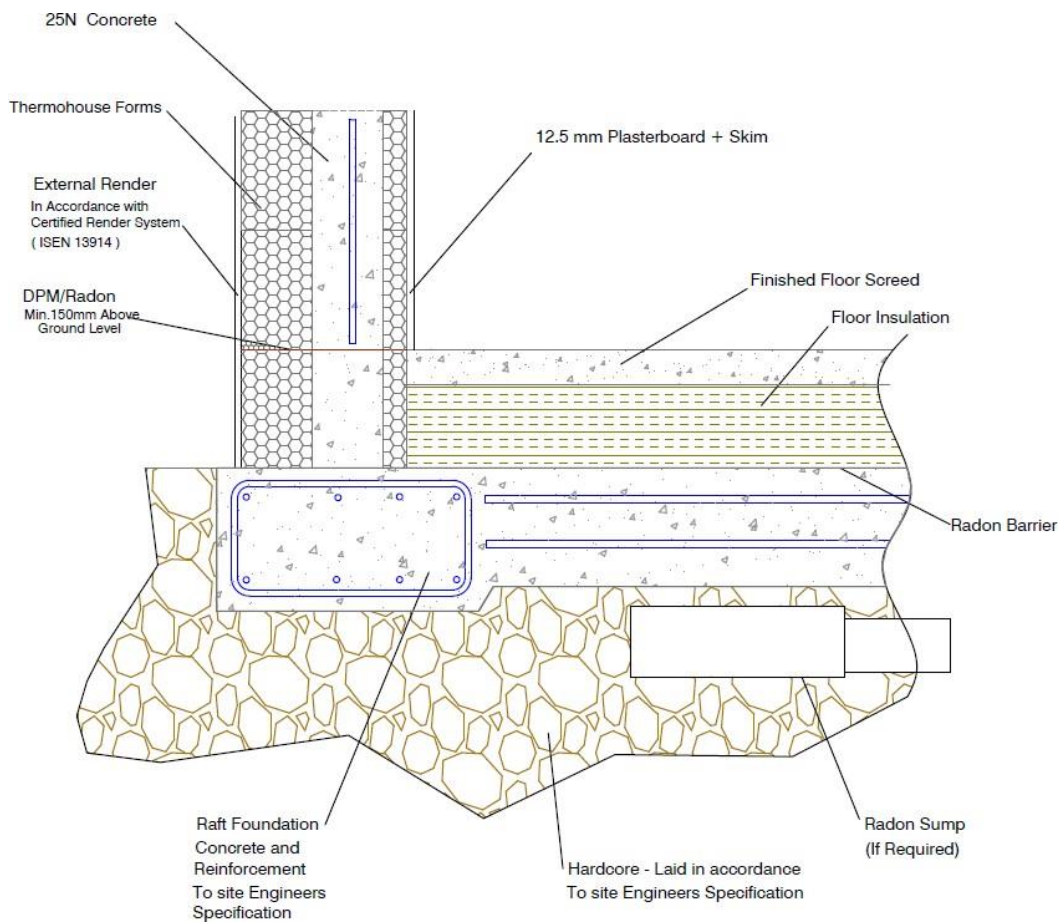 25N Concrete
Thermohouse Forms
12.5 mm Plasterboard + Skim
External Render
In Accordance with
Certified Render System
( ISEN 13914 )
DPM/Radon
Min.150mm Above
Ground Level
Finished Floor Screed
Floor Insulation
Radon Barrier
Raft Foundation
Concrete and
Reinforcement
To site Engineers
Specification
Hardcore - Laid in accordance
To site Engineers Specification
Radon Sump
(If Required)